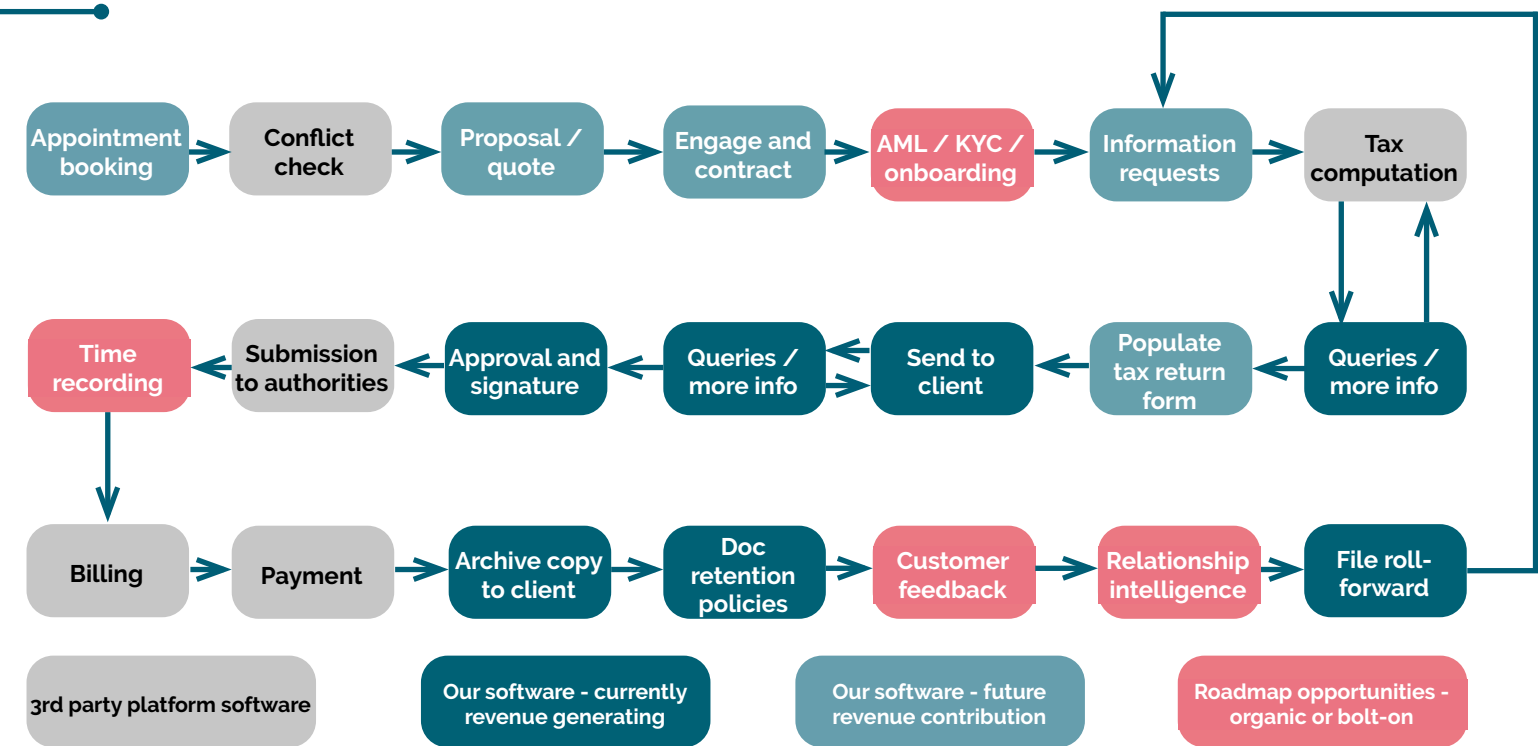 Appointment
booking
Conflict
check
Proposal /
quote
Engage and
contract
AML / KYC /
onboarding
Information
requests
Tax
computation
Time
recording
Submission
to authorities
Approval and
signature
Queries /
more info
Send to
client
Populate
tax return
form
Queries /
more info
Billing
Payment
Archive copy
to client
Doc
retention
policies
Customer
feedback
Relationship
intelligence
File roll-
forward
3rd party platform software
Our software - currently
revenue generating
Our software - future
revenue contribution
Roadmap opportunities -
organic or bolt-on